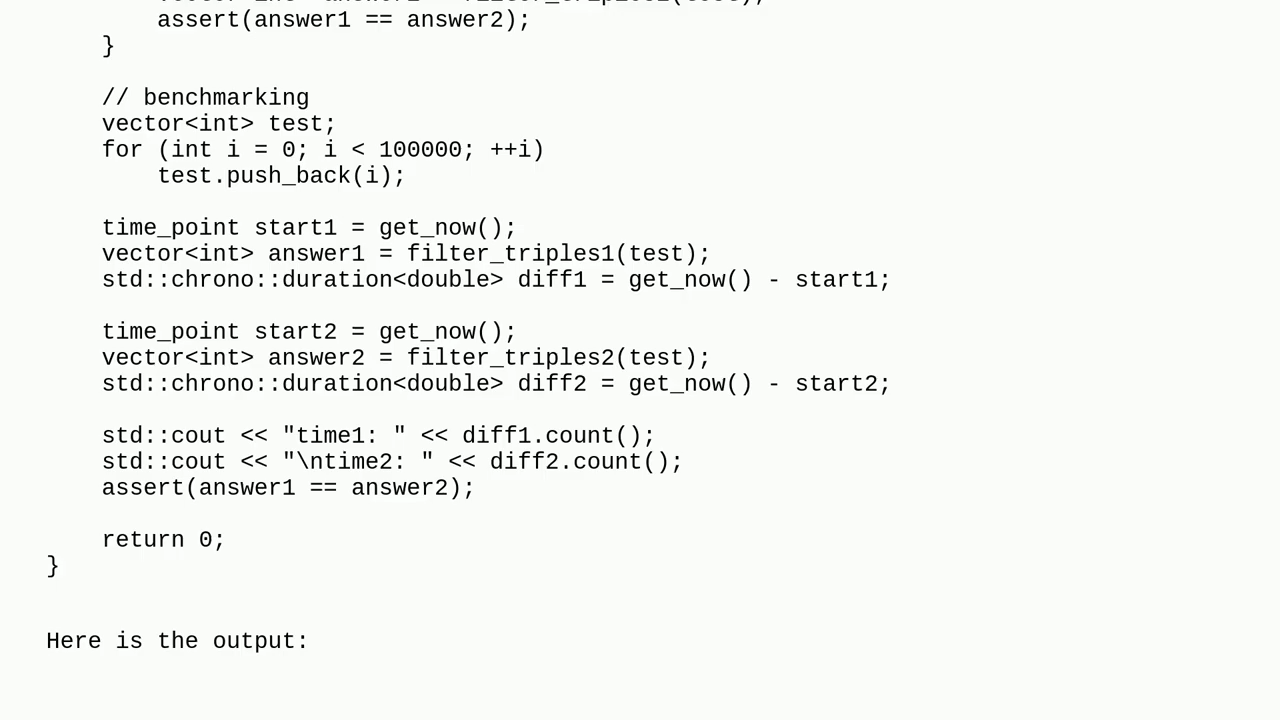 assert(answer1 == answer2);
}
// benchmarking
vector<int> test;
for (int i = 0; i < 100000; ++i)
test.push_back(i);
time_point start1 = get_now();
vector<int> answer1 = filter_triples1(test);
std::chrono::duration<double> diff1 = get_now() - start1;
time_point start2 = get_now();
vector<int> answer2 = filter_triples2(test);
std::chrono::duration<double> diff2 = get_now() - start2;
std::cout << "time1: " << diff1.count();
std::cout << "\ntime2: " << diff2.count();
assert(answer1 == answer2);
return 0;
}
Here is the output: